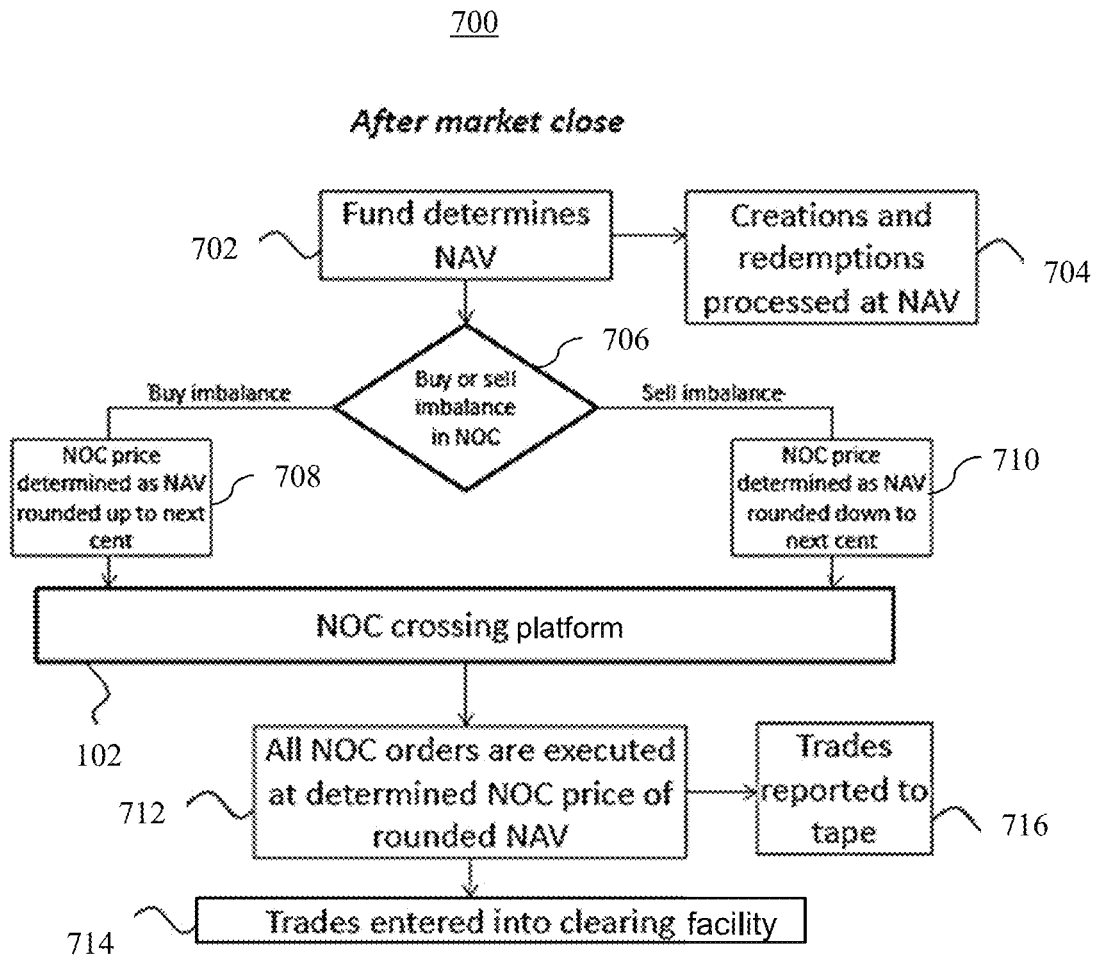 700
After market close
Fund determines
NAV
702
Creations and
redemptions
processed at NAV
704
706
Buy or sell
imbalance
in NOC
Buy imbalance
Sell imbalance
NOC price
determined as NAV
rounded up to next
cent
708
NOC price
determined as NAV
rounded down to
next cent
710
NOC crossing platform
102
All NOC orders are executed
at determined NOC price of
rounded NAV
712
Trades
reported to
tape
716
Trades entered into clearing facility
714